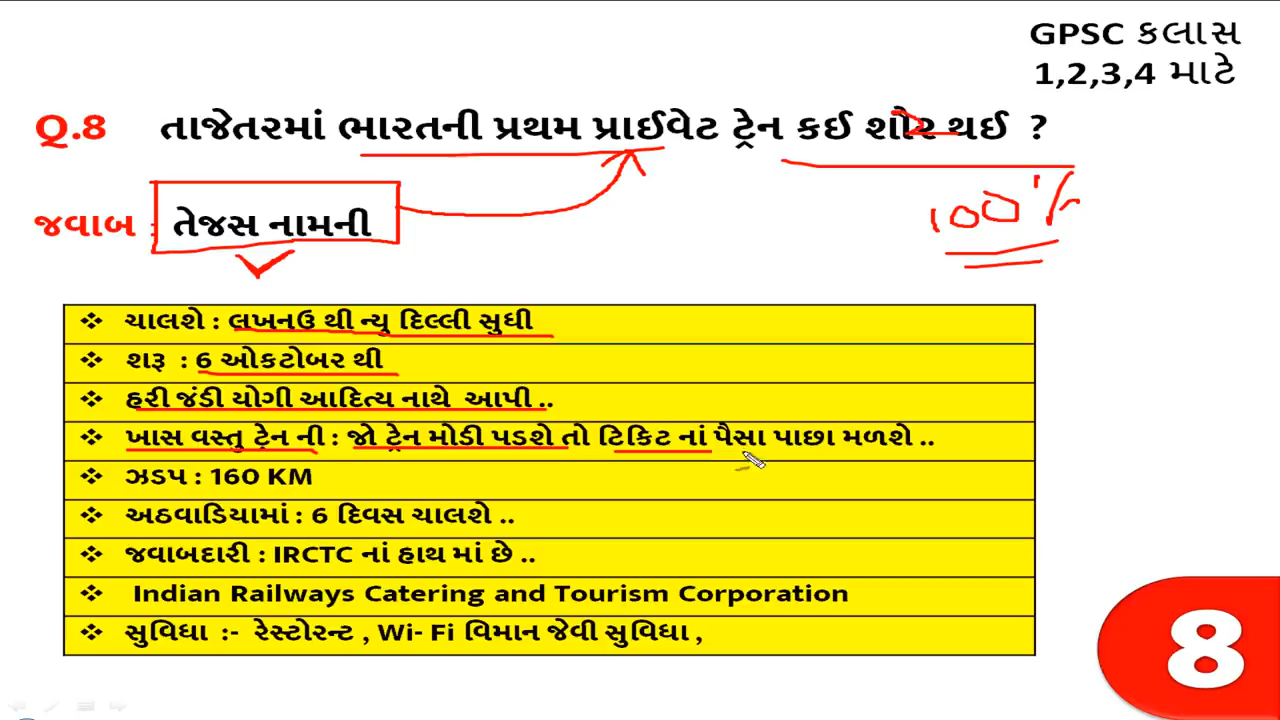 GPSC કલાસ
1,2,3,4 માટે
Q.8 તાજેતરમાં ભારતની પ્રથમ પ્રાઈવેટ ટ્રેન કઈ શોર થઈ ?
100%
જવાબ : તેજસ નામની
❖ ચાલશે : લખનઉ થી ન્યુ દિલ્લી સુધી
❖ શરૂ : 6 ઓકટોબર થી
❖ હરી જંડી યોગી આદિત્ય નાથે આપી ..
❖ ખાસ વસ્તુ ટ્રેન ની : જો ટ્રેન મોડી પડશે તો ટિકિટ નાં પૈસા પાછા મળશે ..
❖ ઝડપ : 160 KM
❖ અઠવાડિયામાં : 6 દિવસ ચાલશે ..
❖ જવાબદારી : IRCTC નાં હાથ માં છે ..
❖ Indian Railways Catering and Tourism Corporation
❖ સુવિધા :- રેસ્ટોરન્ટ , Wi- Fi વિમાન જેવી સુવિધા ,
8